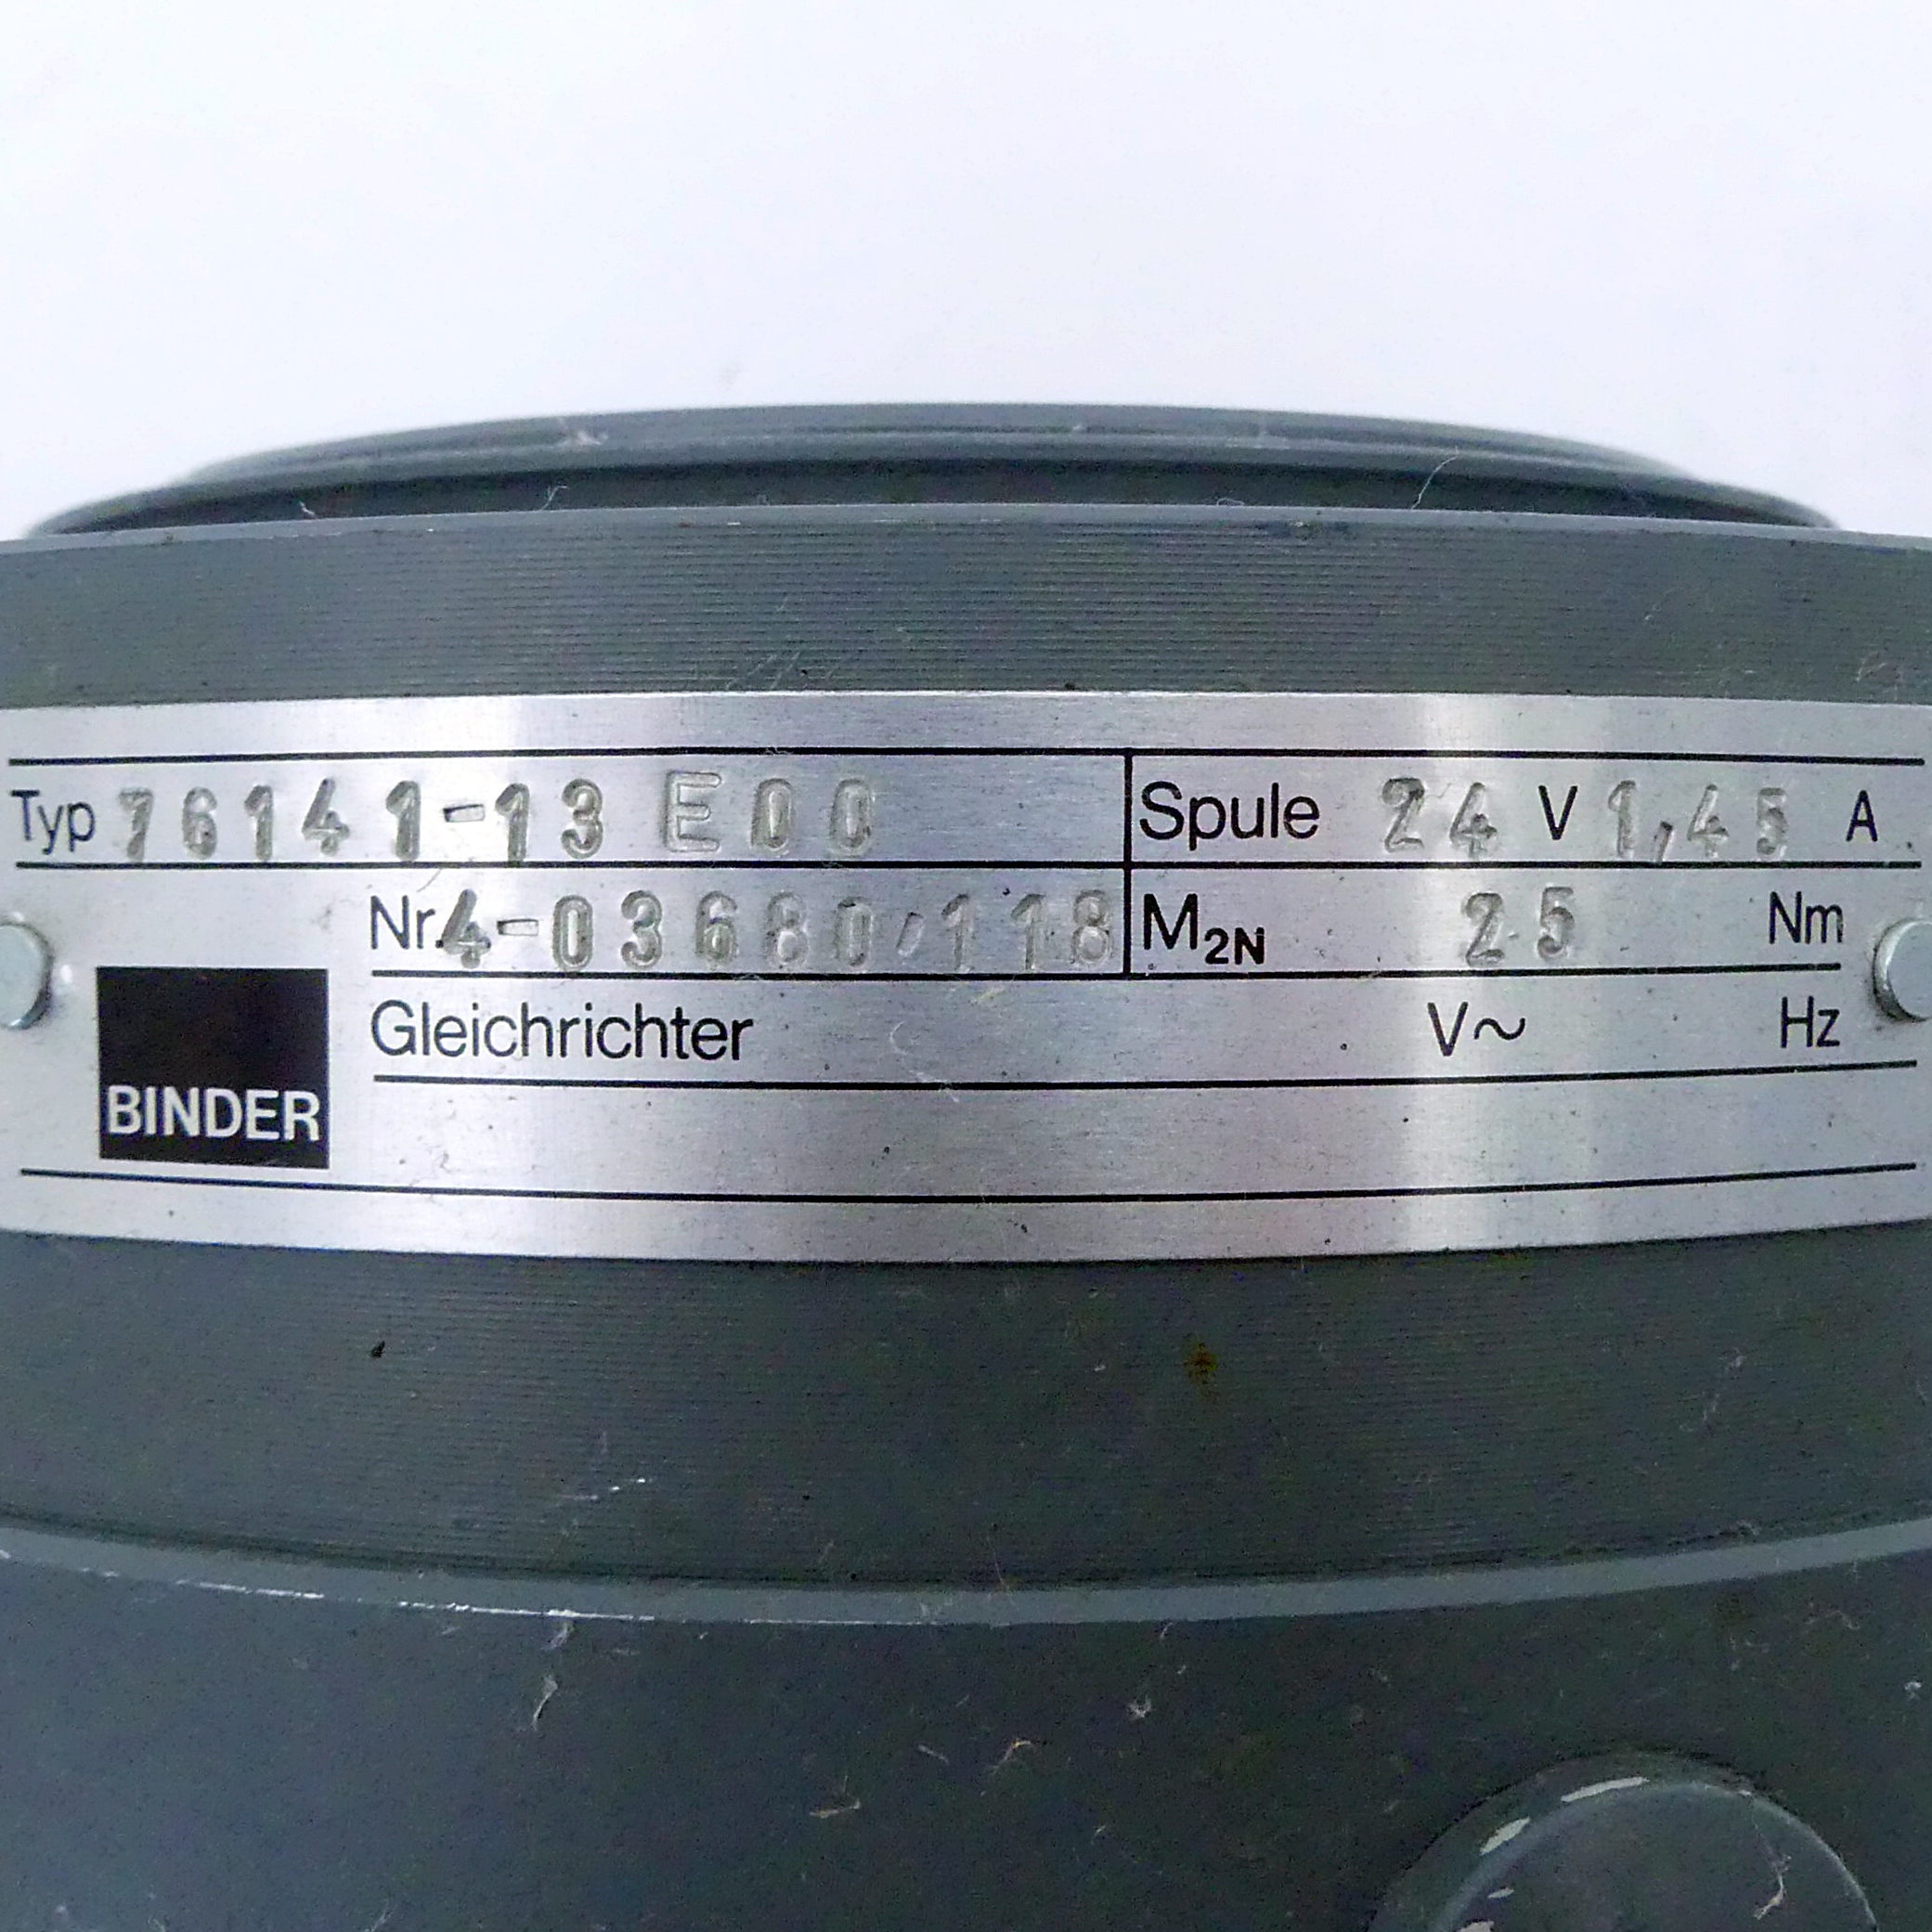 Typ 76141-13 E00 Spule 24 V 1,45 A
Nr. 4-03680/118 M2N 25 Nm
Gleichrichter V~ Hz
BINDER